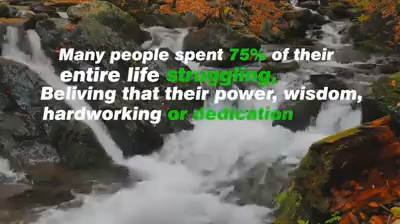 Many people spent 75% of their
entire life struggling,
Beliving that their power, wisdom,
hardworking or dedication